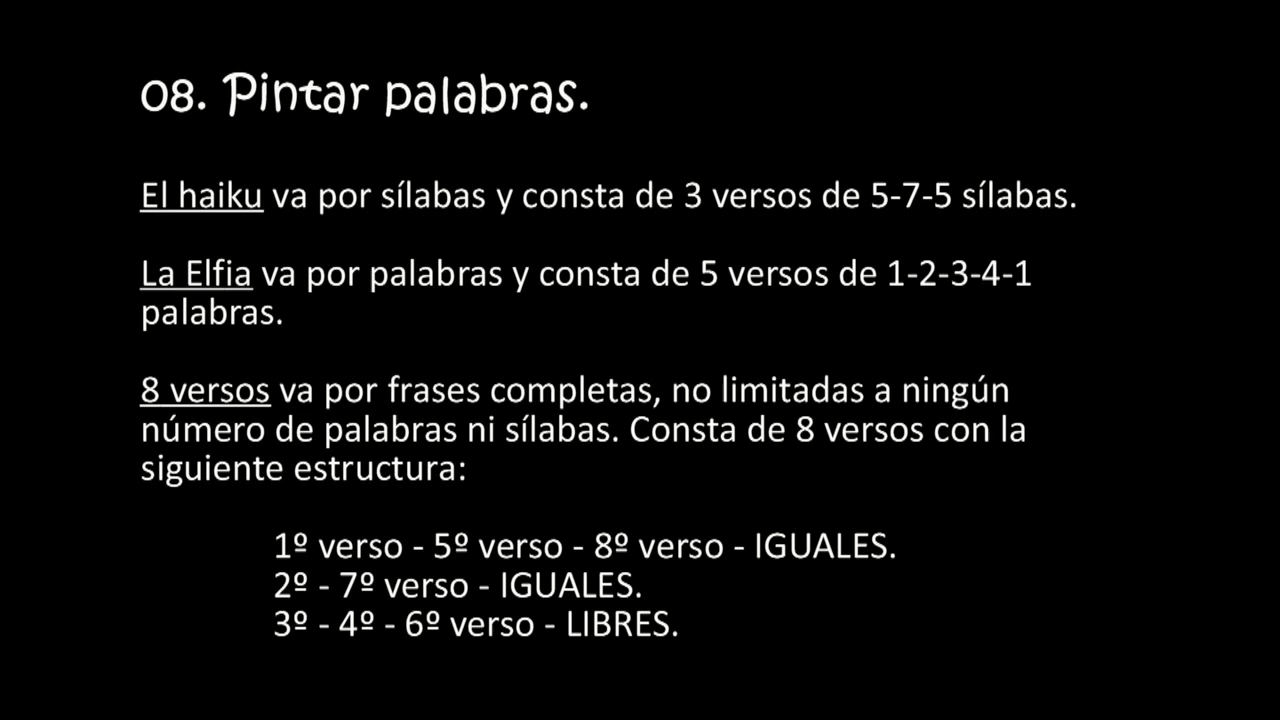 08. Pintar palabras.
El haiku va por sílabas y consta de 3 versos de 5-7-5 sílabas.
La Elfia va por palabras y consta de 5 versos de 1-2-3-4-1
palabras.
8 versos va por frases completas, no limitadas a ningún
número de palabras ni sílabas. Consta de 8 versos con la
siguiente estructura:
1º verso - 5º verso - 8º verso - IGUALES.
2º - 7º verso - IGUALES.
3º - 4º - 6º verso - LIBRES.